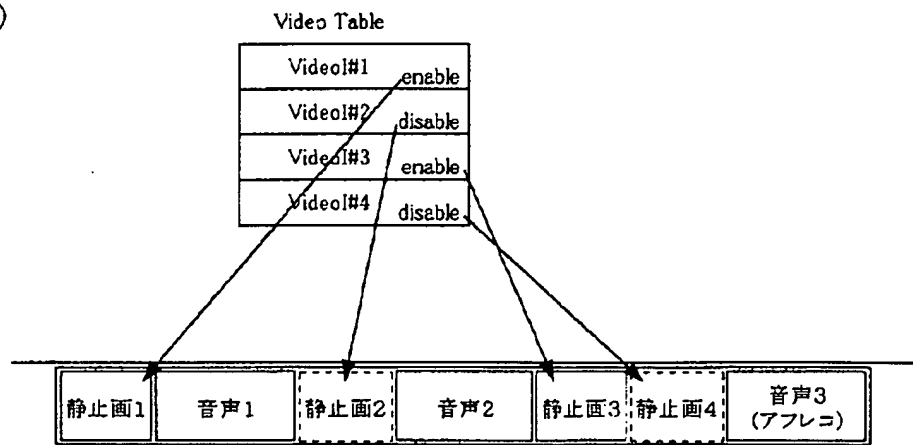 )
Video Table
VideoI#1 enable
VideoI#2 disable
VideoI#3 enable
VideoI#4 disable
静止画1 音声1 静止画2 音声2 静止画3 静止画4 音声3
(アフレコ)